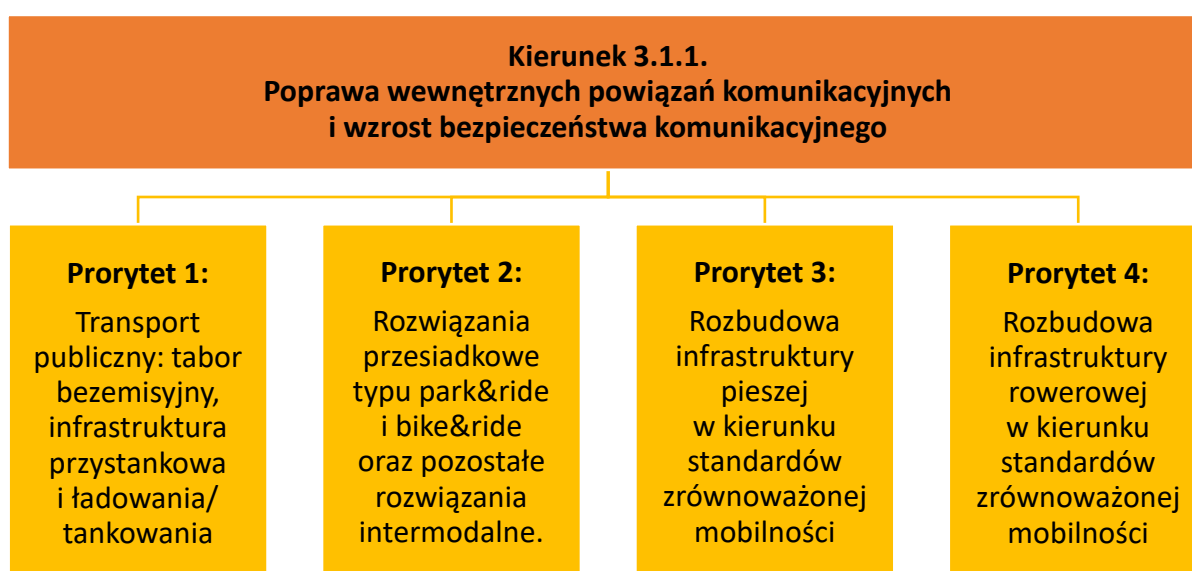 Kierunek 3.1.1.
Poprawa wewnętrznych powiązań komunikacyjnych
i wzrost bezpieczeństwa komunikacyjnego
Prorytet 1:
Transport
publiczny: tabor
bezemisyjny,
infrastruktura
przystankowa
i ładowania/
tankowania
Prorytet 2:
Rozwiązania
przesiadkowe
typu park&ride
i bike&ride
oraz pozostałe
rozwiązania
intermodalne.
Prorytet 3:
Rozbudowa
infrastruktury
pieszej
w kierunku
standardów
zrównoważonej
mobilności
Prorytet 4:
Rozbudowa
infrastruktury
rowerowej
w kierunku
standardów
zrównoważonej
mobilności